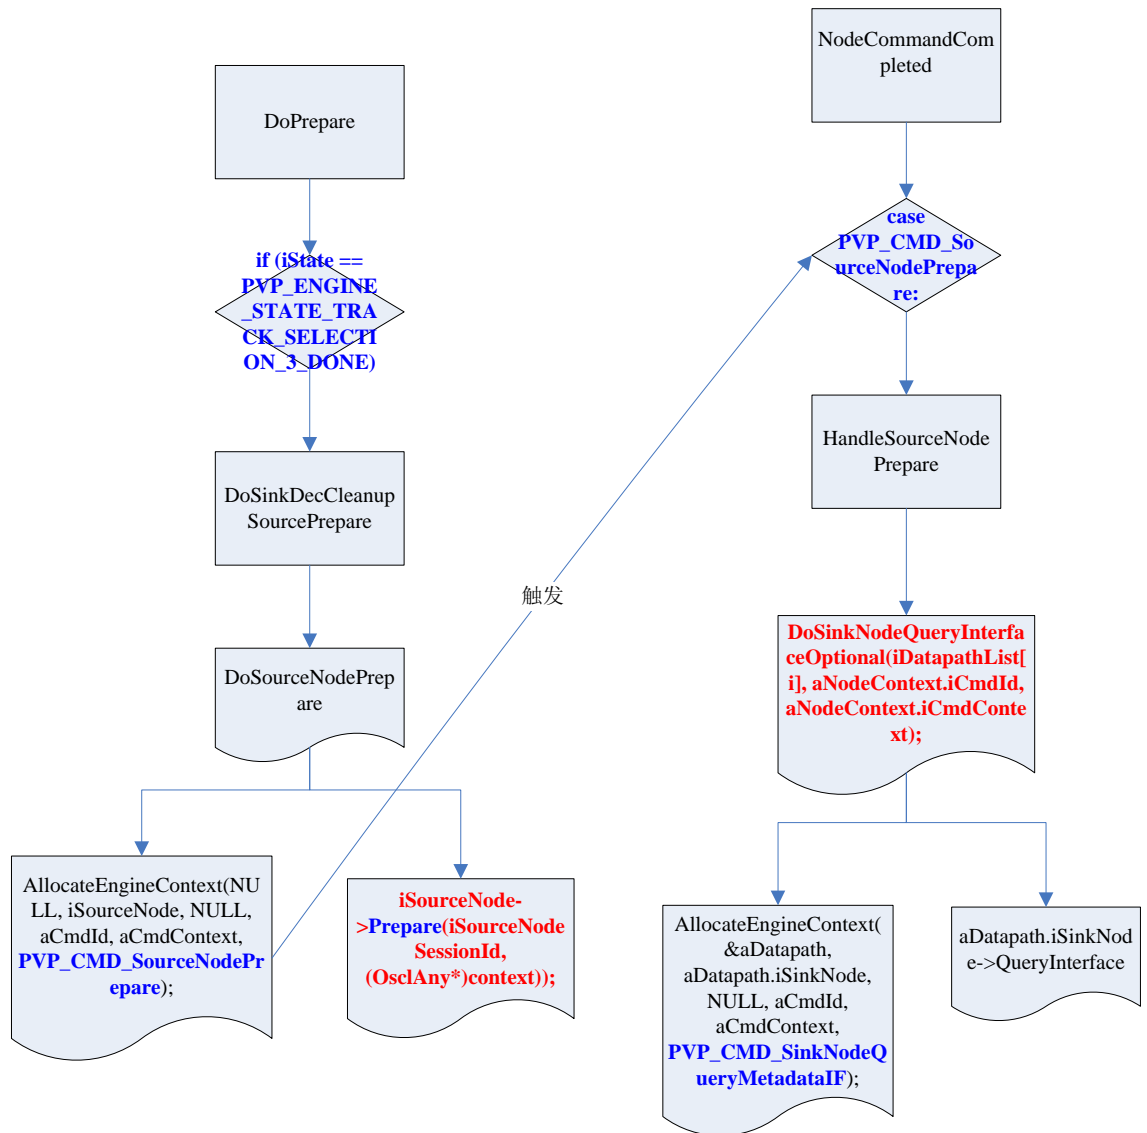 NodeCommandCom
pleted
DoPrepare
case
PVP_CMD_So
urceNodePrepa
re:
if (iState ==
PVP_ENGINE
_STATE_TRA
CK_SELECTI
ON_3_DONE)
HandleSourceNode
Prepare
DoSinkDecCleanup
SourcePrepare
触发
DoSinkNodeQueryInterfa
ceOptional(iDatapathList[
i], aNodeContext.iCmdId,
aNodeContext.iCmdConte
xt);
DoSourceNodePrep
are
AllocateEngineContext(NU
LL, iSourceNode, NULL,
aCmdId, aCmdContext,
PVP_CMD_SourceNodePr
epare);
iSourceNode-
>Prepare(iSourceNode
SessionId,
(OsclAny*)context));
AllocateEngineContext(
&aDatapath,
aDatapath.iSinkNode,
NULL, aCmdId,
aCmdContext,
PVP_CMD_SinkNodeQ
ueryMetadataIF);
aDatapath.iSinkNod
e->QueryInterface